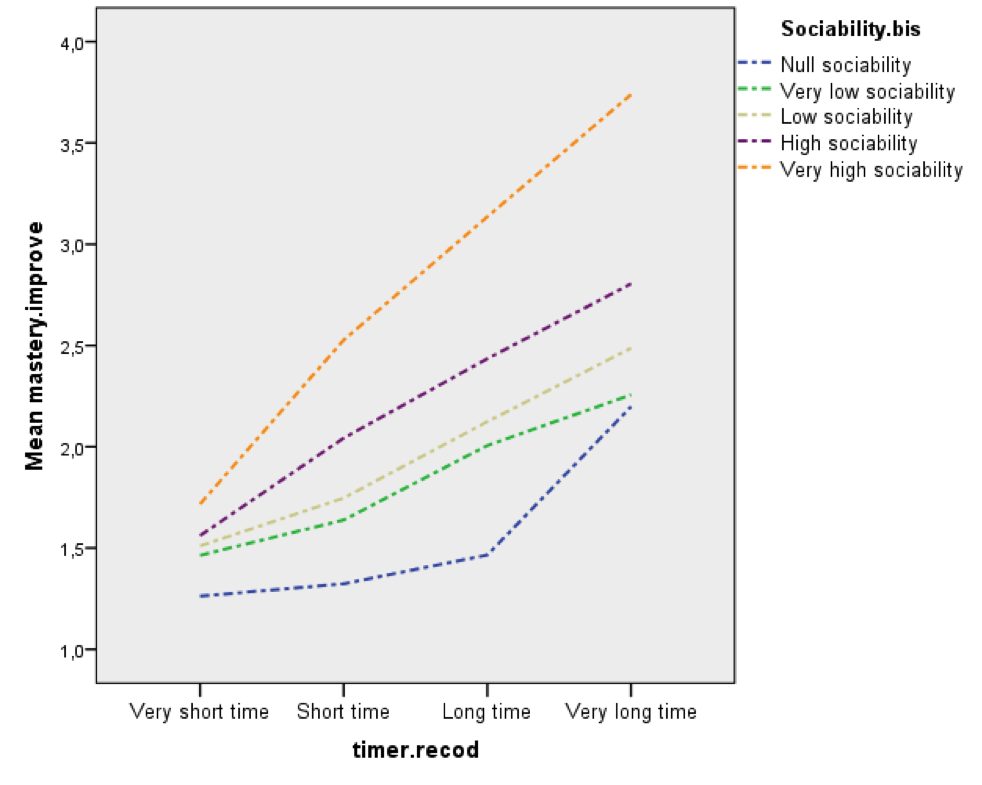 Sociability.bis
Null sociability
Very low sociability
Low sociability
High sociability
Very high sociability
Mean mastery.improve
4,0
3,5
3,0
2,5
2,0
1,5
1,0
Very short time
Short time
Long time
Very long time
timer.recod